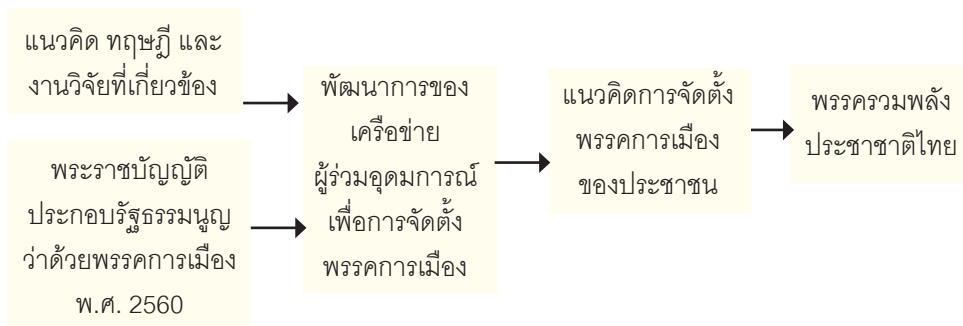 แนวคิด ทฤษฎี และ
งานวิจัยที่เกี่ยวข้อง
พระราชบัญญัติ
ประกอบรัฐธรรมนูญ
ว่าด้วยพรรคการเมือง
พ.ศ. 2560
พัฒนาการของ
เครือข่าย
ผู้ร่วมอุดมการณ์
เพื่อการจัดตั้ง
พรรคการเมือง
แนวคิดการจัดตั้ง
พรรคการเมือง
ของประชาชน
พรรครวมพลัง
ประชาชาติไทย